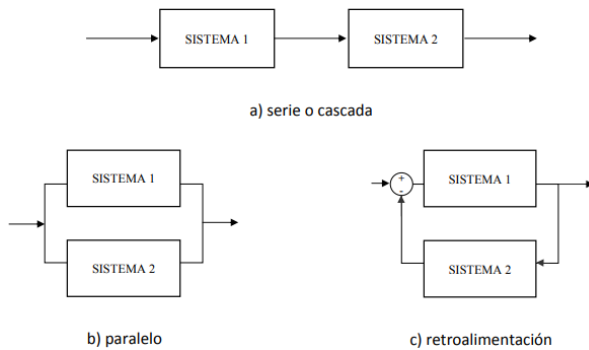 SISTEMA 1
SISTEMA 2
a) serie o cascada
SISTEMA 1
SISTEMA 2
b) paralelo
+
-
SISTEMA 1
SISTEMA 2
c) retroalimentación